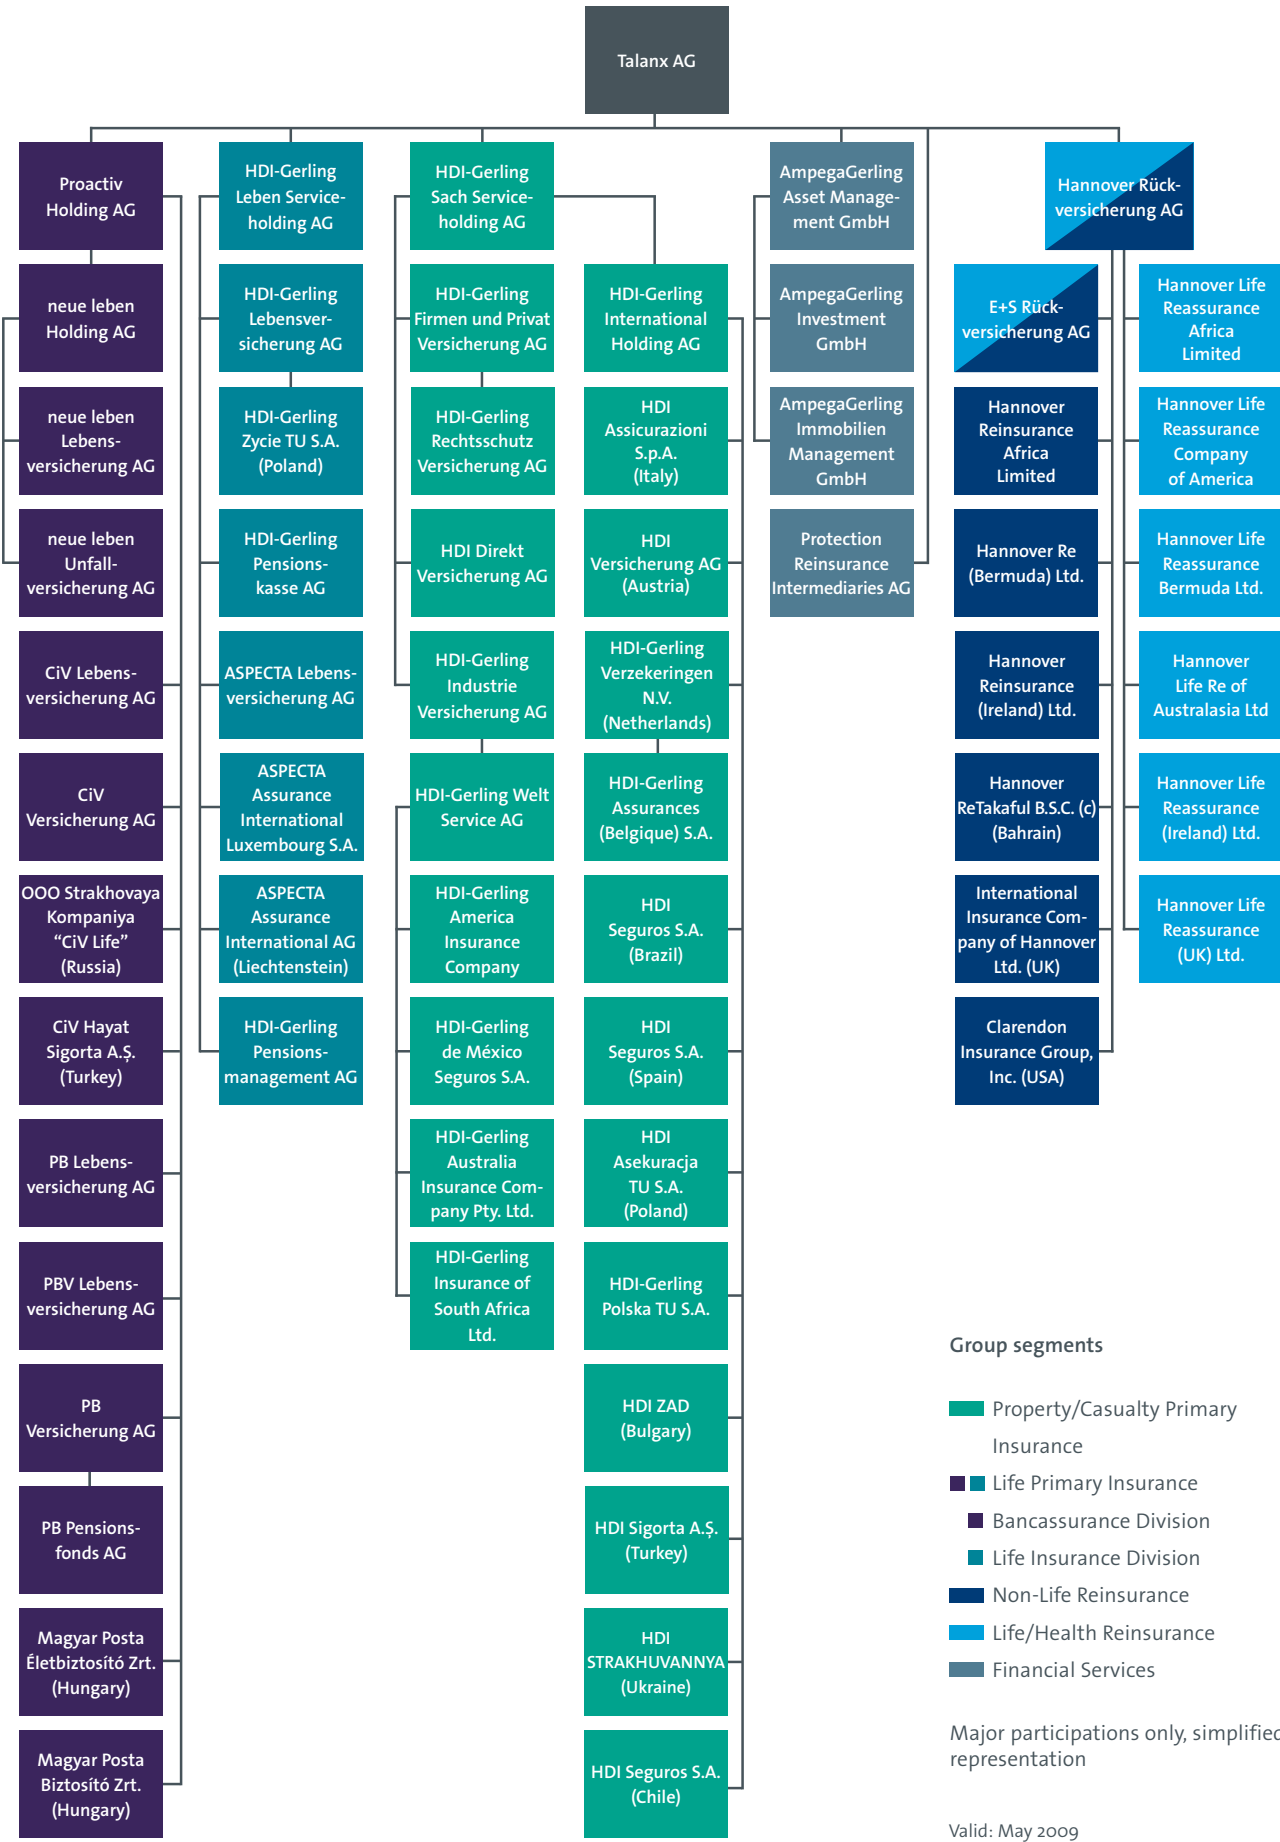 Talanx AG
Proactiv
Holding AG
neue leben
Holding AG
neue leben
Lebens-
versicherung AG
neue leben
Unfall-
versicherung AG
CiV Lebens-
versicherung AG
CiV
Versicherung AG
OOO Strakhovaya
Kompaniya
“CiV Life”
(Russia)
CiV Hayat
Sigorta A.Ş.
(Turkey)
PB Lebens-
versicherung AG
PBV Lebens-
versicherung AG
PB
Versicherung AG
PB Pensions-
fonds AG
Magyar Posta
Életbiztosító Zrt.
(Hungary)
Magyar Posta
Biztosító Zrt.
(Hungary)
HDI-Gerling
Leben Service-
holding AG
HDI-Gerling
Lebensver-
sicherung AG
HDI-Gerling
Zycie TU S.A.
(Poland)
HDI-Gerling
Pensions-
kasse AG
ASPECTA Lebens-
versicherung AG
ASPECTA
Assurance
International
Luxembourg S.A.
ASPECTA
Assurance
International AG
(Liechtenstein)
HDI-Gerling
Pensions-
management AG
HDI-Gerling
Sach Service-
holding AG
HDI-Gerling
Firmen und Privat
Versicherung AG
HDI-Gerling
Rechtsschutz
Versicherung AG
HDI Direkt
Versicherung AG
HDI-Gerling
Industrie
Versicherung AG
HDI-Gerling Welt
Service AG
HDI-Gerling
America
Insurance
Company
HDI-Gerling
de México
Seguros S.A.
HDI-Gerling
Australia
Insurance Com-
pany Pty. Ltd.
HDI-Gerling
Insurance of
South Africa
Ltd.
HDI-Gerling
International
Holding AG
HDI
Assicurazioni
S.p.A.
(Italy)
HDI
Versicherung AG
(Austria)
HDI-Gerling
Verzekeringen
N.V.
(Netherlands)
HDI-Gerling
Assurances
(Belgique) S.A.
HDI
Seguros S.A.
(Brazil)
HDI
Seguros S.A.
(Spain)
HDI
Asekuracja
TU S.A.
(Poland)
HDI-Gerling
Polska TU S.A.
HDI ZAD
(Bulgary)
HDI Sigorta A.Ş.
(Turkey)
HDI
STRAKHUVANNYA
(Ukraine)
HDI Seguros S.A.
(Chile)
AmpegaGerling
Asset Manage-
ment GmbH
AmpegaGerling
Investment
GmbH
AmpegaGerling
Immobilien
Management
GmbH
Protection
Reinsurance
Intermediaries AG
Hannover Rück-
versicherung AG
E+S Rück-
versicherung AG
Hannover
Reinsurance
Africa
Limited
Hannover Re
(Bermuda) Ltd.
Hannover
Reinsurance
(Ireland) Ltd.
Hannover
ReTakaful B.S.C. (c)
(Bahrain)
International
Insurance Com-
pany of Hannover
Ltd. (UK)
Clarendon
Insurance Group,
Inc. (USA)
Hannover Life
Reassurance
Africa
Limited
Hannover Life
Reassurance
Company
of America
Hannover Life
Reassurance
Bermuda Ltd.
Hannover
Life Re of
Australasia Ltd
Hannover Life
Reassurance
(Ireland) Ltd.
Hannover Life
Reassurance
(UK) Ltd.
Group segments
Property/Casualty Primary
Insurance
Life Primary Insurance
Bancassurance Division
Life Insurance Division
Non-Life Reinsurance
Life/Health Reinsurance
Financial Services
Major participations only, simplified
representation
Valid: May 2009